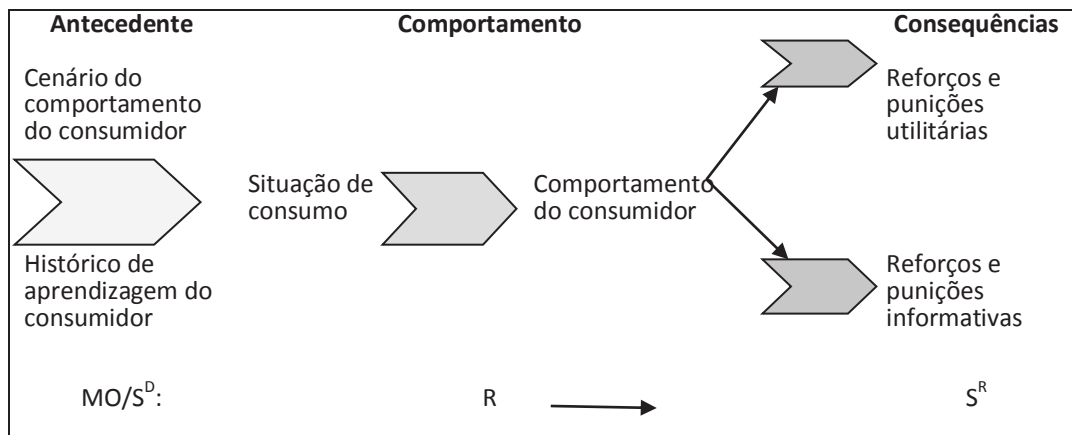 Antecedente
Comportamento
Consequências
Cenário do
comportamento
do consumidor
Reforços e
punições
utilitárias
Situação de
consumo
Comportamento
do consumidor
Histórico de
aprendizagem do
consumidor
Reforços e
punições
informativas
MO/S^D:
R
S^R